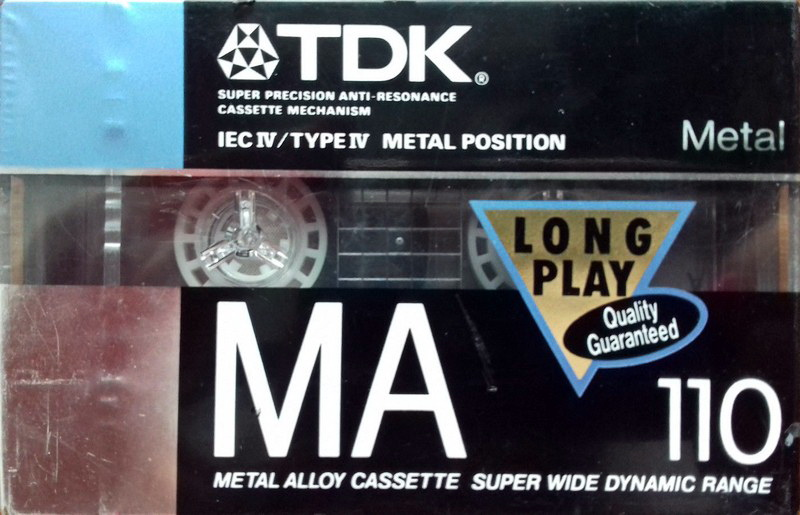 TDK®
SUPER PRECISION ANTI-RESONANCE
CASSETTE MECHANISM
IEC IV/TYPE IV METAL POSITION
Metal
LONG
PLAY
Quality
Guaranteed
MA
110
METAL ALLOY CASSETTE SUPER WIDE DYNAMIC RANGE